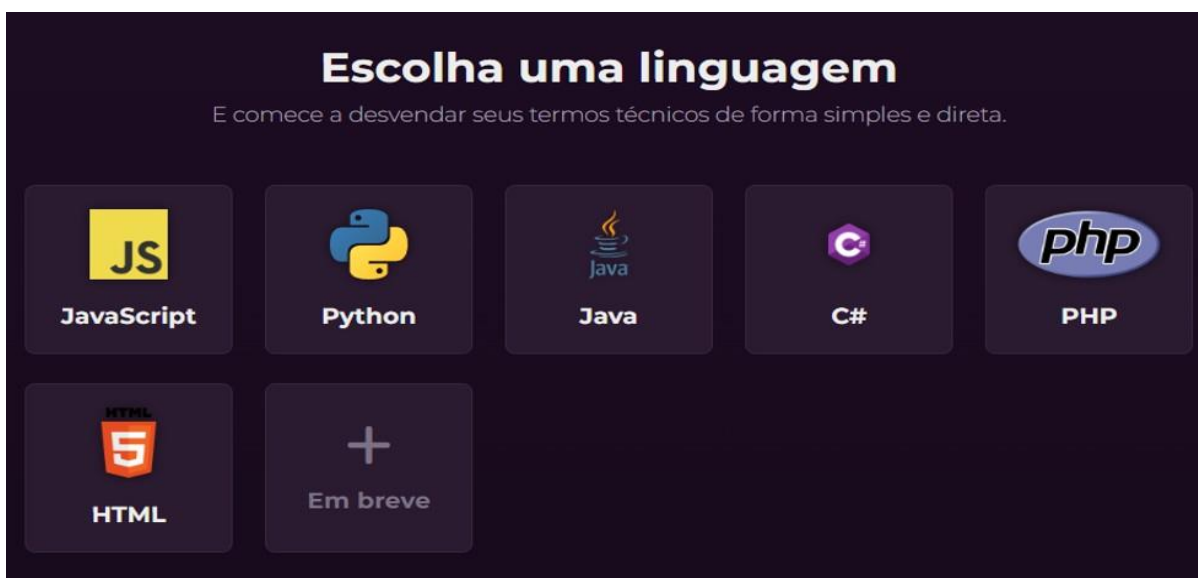 Escolha uma linguagem
E comece a desvendar seus termos técnicos de forma simples e direta.
JS
Java
C#
php
JavaScript
Python
Java
C#
PHP
HTML
5
HTML
Em breve